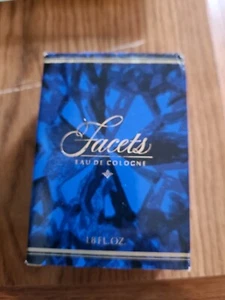 Facets
EAU DE COLOGNE
1.8 FL. OZ.